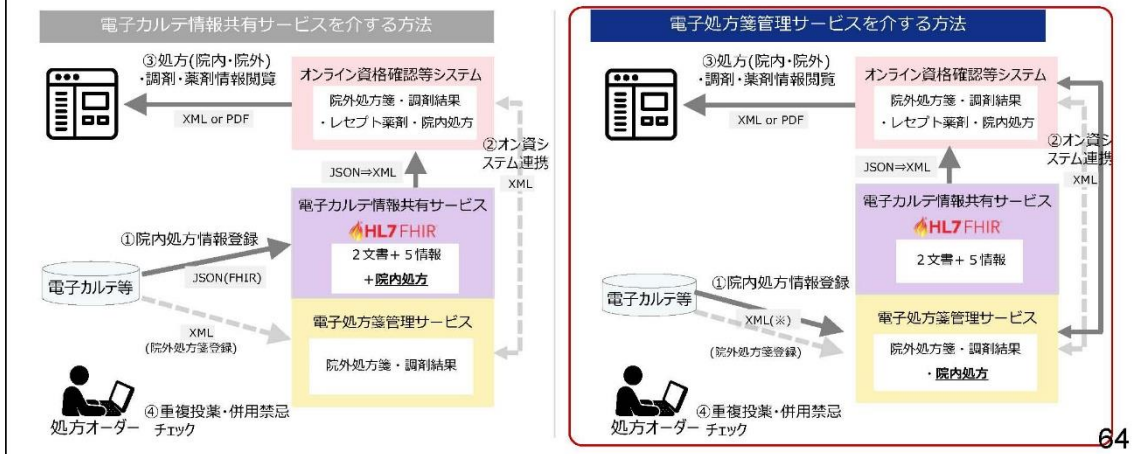 電子カルテ情報共有サービスを介する方法
③処方(院内・院外)
・調剤・薬剤情報閲覧
オンライン資格確認等システム
院外処方箋・調剤結果
・レセプト薬剤・院内処方
XML or PDF
②オン資シ
ステム連携
XML
JSON⇒XML
電子カルテ情報共有サービス
HL7 FHIR
2文書+5情報
+院内処方
①院内処方情報登録
JSON(FHIR)
電子カルテ等
XML
(院外処方箋登録)
電子処方箋管理サービス
院外処方箋・調剤結果
④重複投薬・併用禁忌
チェック
処方オーダー
電子処方箋管理サービスを介する方法
③処方(院内・院外)
・調剤・薬剤情報閲覧
オンライン資格確認等システム
院外処方箋・調剤結果
・レセプト薬剤・院内処方
XML or PDF
②オン資シ
ステム連携
XML
JSON⇒XML
電子カルテ情報共有サービス
HL7 FHIR
2文書+5情報
①院内処方情報登録
電子カルテ等
XML(※)
(院外処方箋登録)
電子処方箋管理サービス
院外処方箋・調剤結果
・院内処方
④重複投薬・併用禁忌
チェック
処方オーダー
64